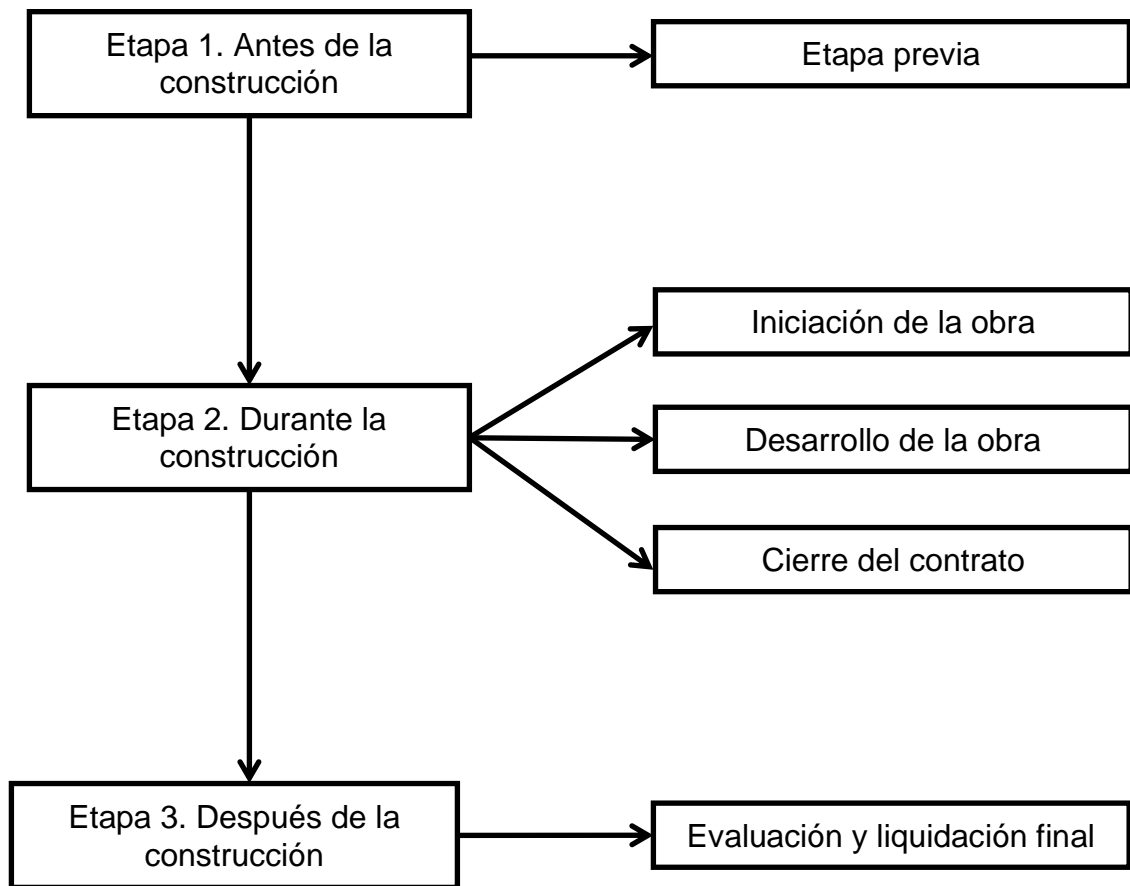 Etapa 1. Antes de la
construcción
Etapa previa
Iniciación de la obra
Etapa 2. Durante la
construcción
Desarrollo de la obra
Cierre del contrato
Etapa 3. Después de la
construcción
Evaluación y liquidación final